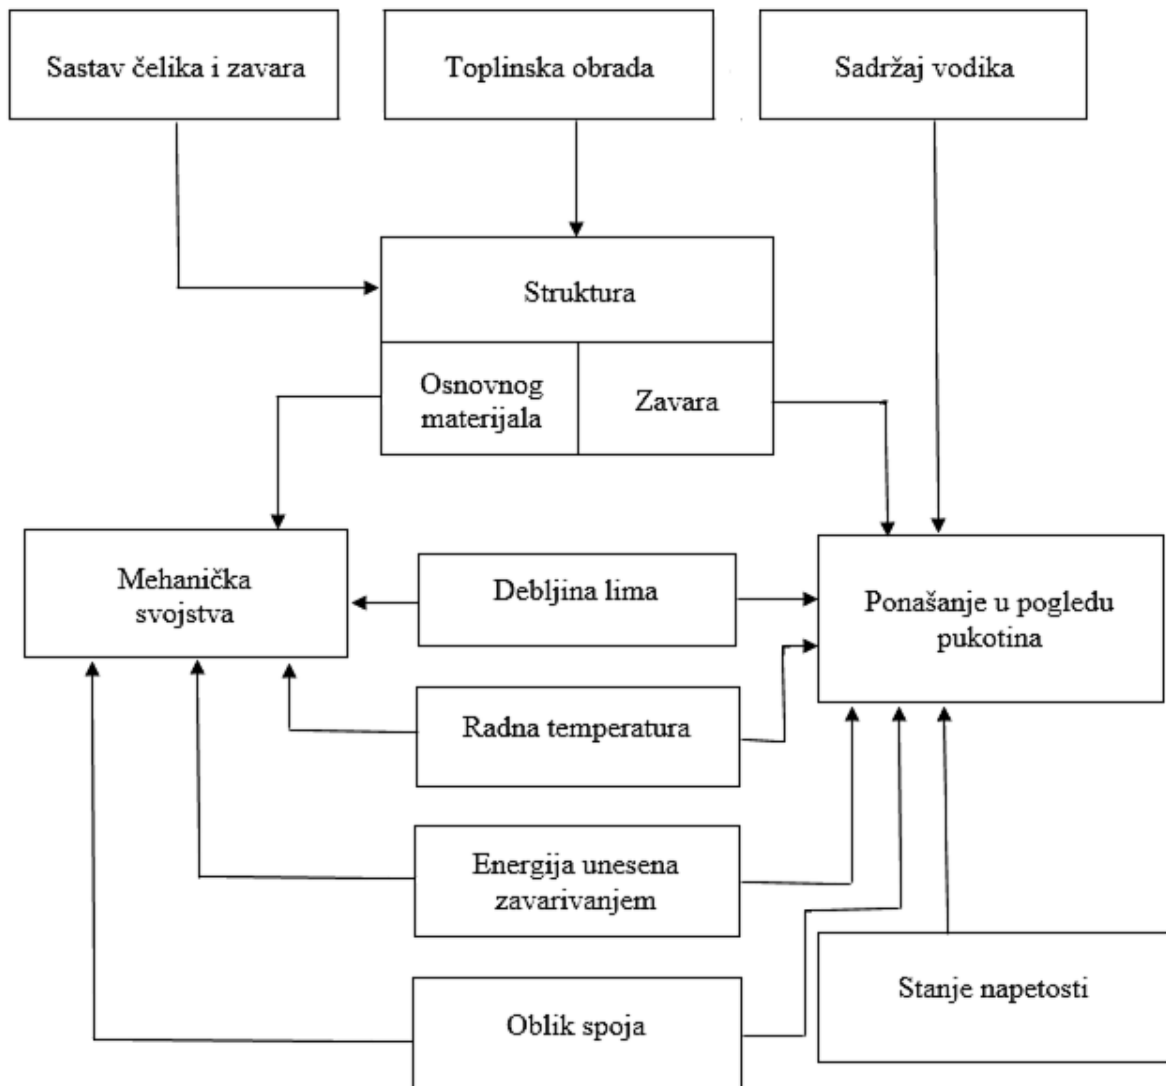 Sastav čelika i zavara
Toplinska obrada
Sadržaj vodika
Struktura
Osnovnog
materijala
Zavara
Mehanička
svojstva
Debljina lima
Ponašanje u pogledu
pukotina
Radna temperatura
Energija unesena
zavarivanjem
Stanje napetosti
Oblik spoja